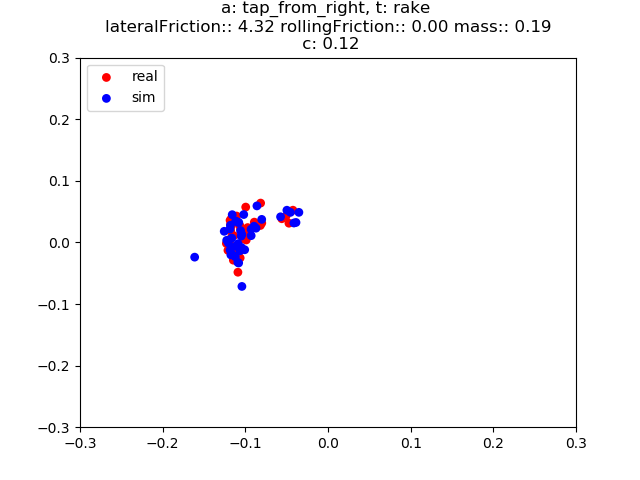 a: tap_from_right, t: rake
lateralFriction:: 4.32 rollingFriction:: 0.00 mass:: 0.19
c: 0.12
real
sim
0.3
0.2
0.1
0.0
−0.1
−0.2
−0.3
−0.3
−0.2
−0.1
0.0
0.1
0.2
0.3